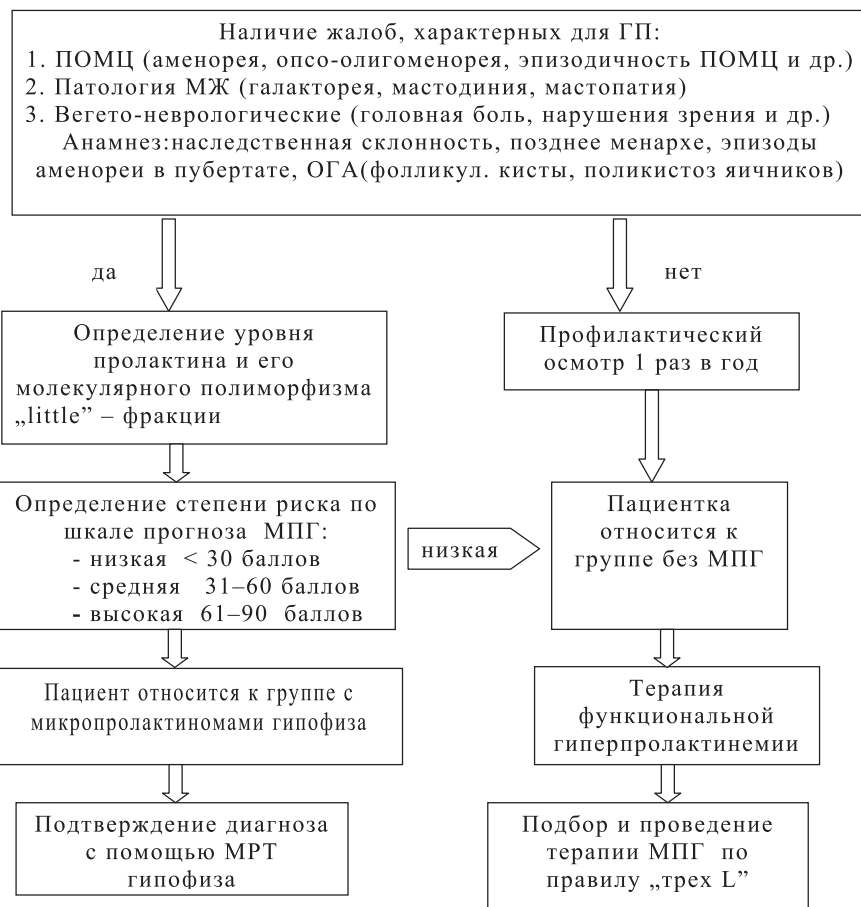 Наличие жалоб, характерных для ГП:
1. ПОМЦ (аменорея, опсо-олигоменорея, эпизодичность ПОМЦ и др.)
2. Патология МЖ (галакторея, мастодиния, мастопатия)
3. Вегето-неврологические (головная боль, нарушения зрения и др.)
Анамнез:наследственная склонность, позднее менархе, эпизоды
аменореи в пубертате, ОГА(фолликул. кисты, поликистоз яичников)
да
нет
Определение уровня
пролактина и его
молекулярного полиморфизма
„little” – фракции
Профилактический
осмотр 1 раз в год
Определение степени риска по
шкале прогноза МПГ:
- низкая < 30 баллов
- средняя 31–60 баллов
- высокая 61–90 баллов
низкая
Пациентка
относится к
группе без МПГ
Пациент относится к группе с
микропролактиномами гипофиза
Терапия
функциональной
гиперпролактинемии
Подтверждение диагноза
с помощью МРТ
гипофиза
Подбор и проведение
терапии МПГ по
правилу „трех L”